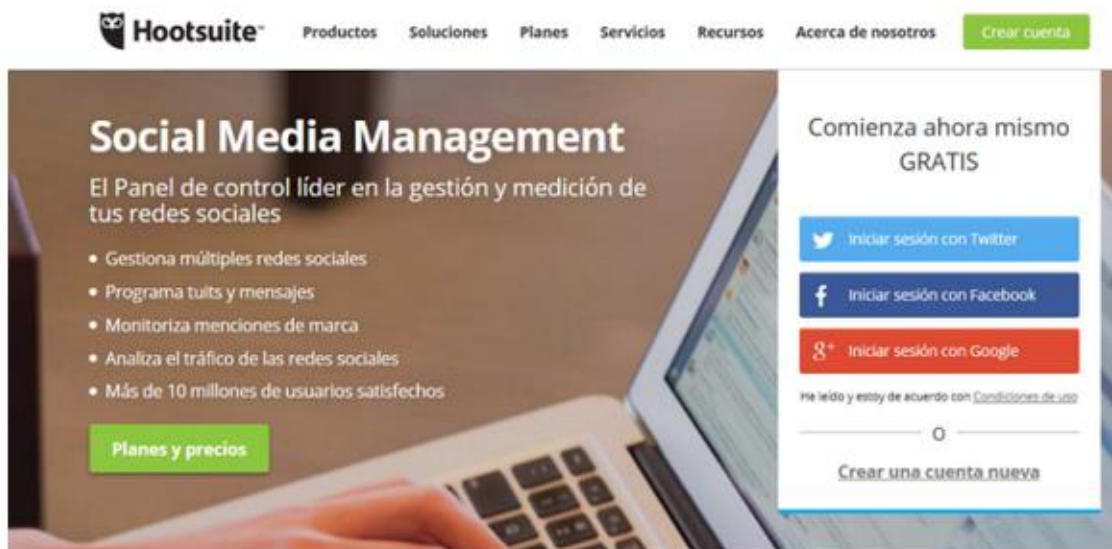 Hootsuite™
Productos Soluciones Planes Servicios Recursos Acerca de nosotros Crear cuenta
Social Media Management
El Panel de control líder en la gestión y medición de
tus redes sociales
• Gestiona múltiples redes sociales
• Programa tuits y mensajes
• Monitoriza menciones de marca
• Analiza el tráfico de las redes sociales
• Más de 10 millones de usuarios satisfechos
Planes y precios
Comienza ahora mismo
GRATIS
Iniciar sesión con Twitter
f Iniciar sesión con Facebook
g+ Iniciar sesión con Google
He leído y estoy de acuerdo con Condiciones de uso
O
Crear una cuenta nueva